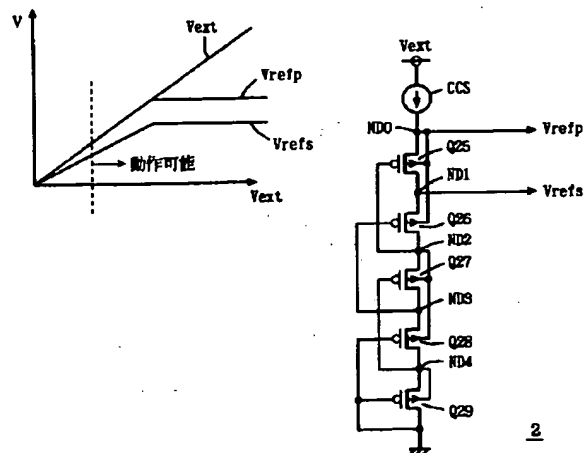 V
Vext
Vrefp
Vrefs
動作可能
Vext
Vext
CCS
ND0
Vrefp
Q25
ND1
Vrefs
Q26
ND2
Q27
ND3
Q28
ND4
Q29
2